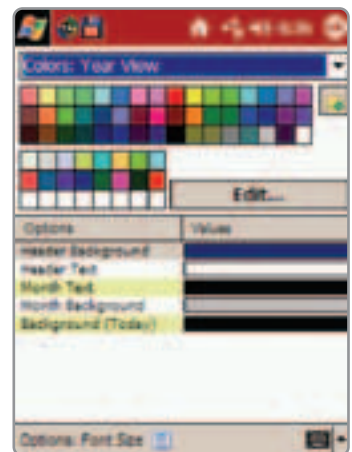 Colors: Year View
Edit...
Options Values
Header Background
Header Text
Month Text
Month Background
Background (Today)
Options: Font Size